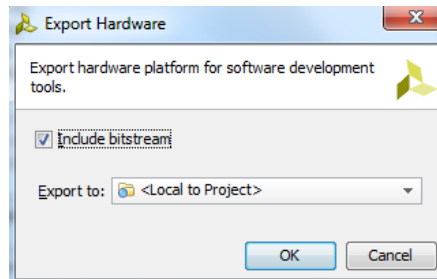 Export Hardware
Export hardware platform for software development
tools.
Include bitstream
Export to: <Local to Project>
OK Cancel